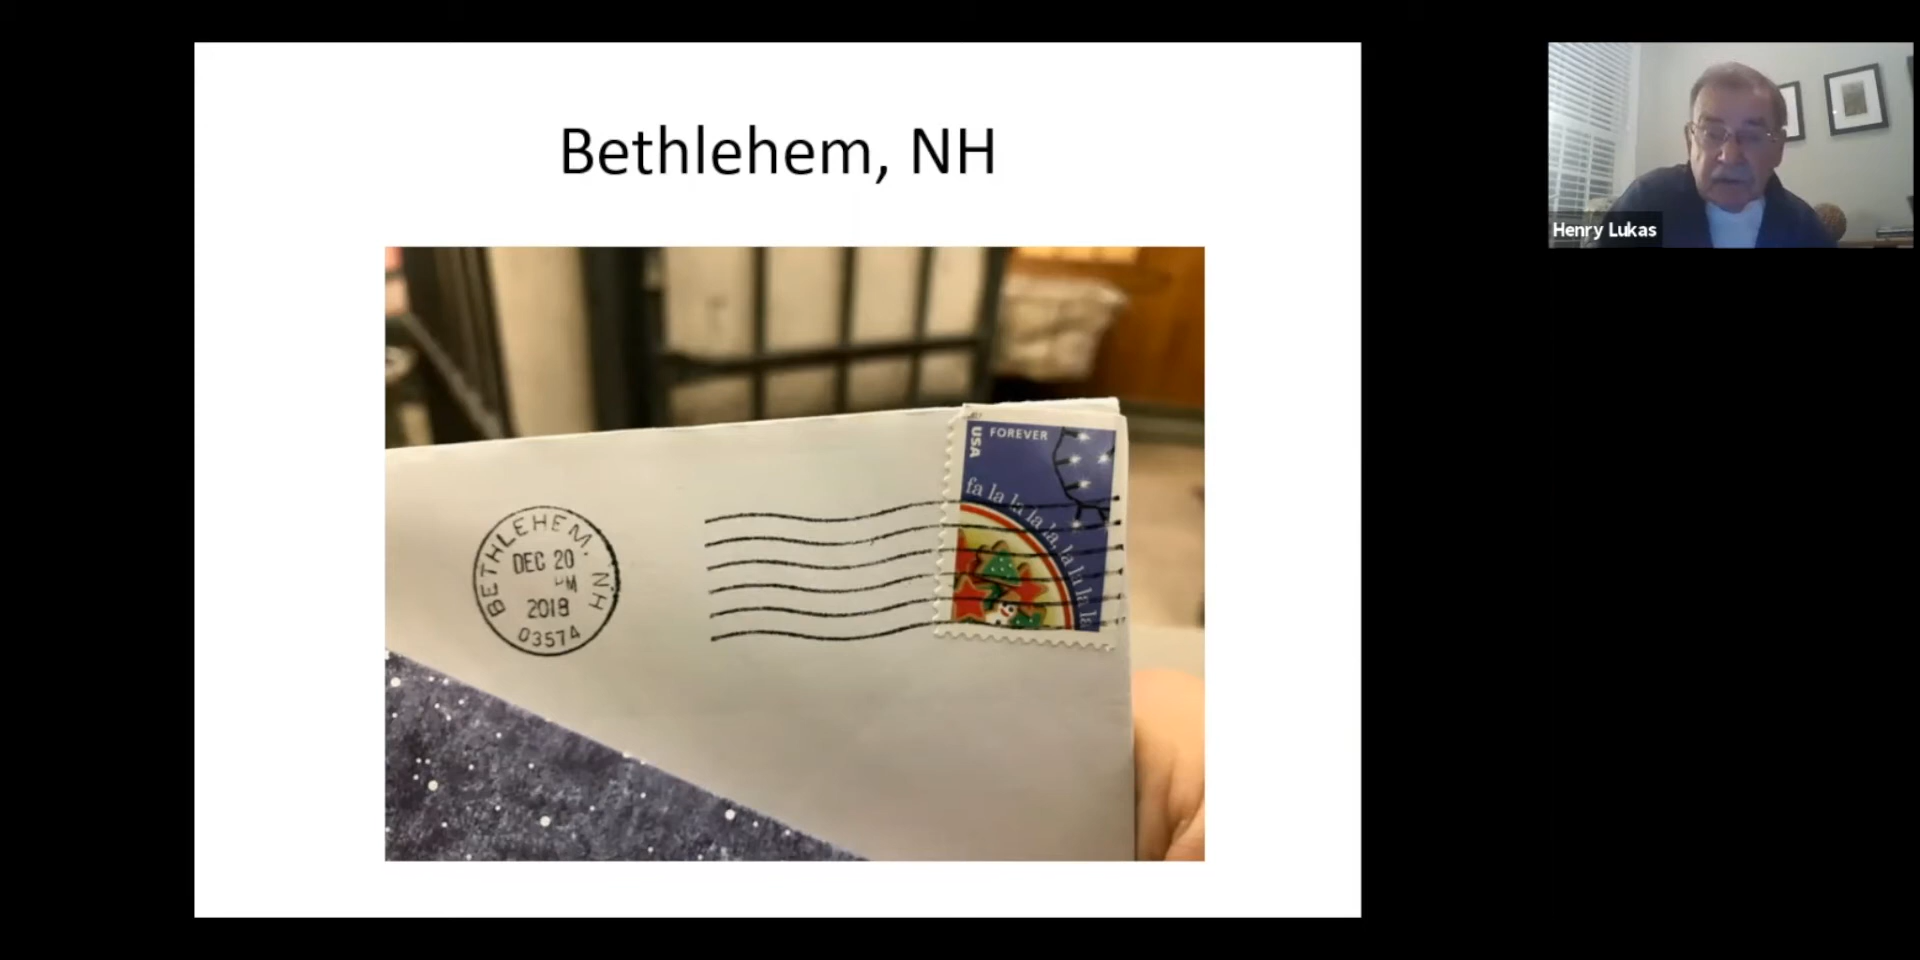 Bethlehem, NH
Henry Lukas
USA
FOREVER
fa la la la la, la la la la
BETHLEHEM, NH
DEC 20
PM
2018
03574